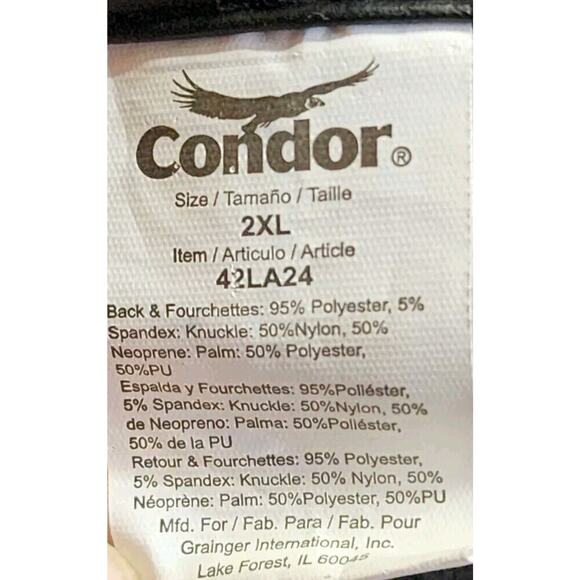 Condor®
Size / Tamaño / Taille
2XL
Item / Articulo / Article
42LA24
Back & Fourchettes: 95% Polyester, 5%
Spandex: Knuckle: 50%Nylon, 50%
Neoprene: Palm: 50% Polyester,
50%PU
Espalda y Fourchettes: 95%Poliéster,
5% Spandex: Knuckle: 50%Nylon, 50%
de Neopreno: Palma: 50%Poliéster,
50% de la PU
Retour & Fourchettes: 95% Polyester,
5% Spandex: Knuckle: 50% Nylon, 50%
Néoprène: Palm: 50%Polyester, 50%PU
Mfd. For / Fab. Para / Fab. Pour
Grainger International, Inc.
Lake Forest, IL 60045